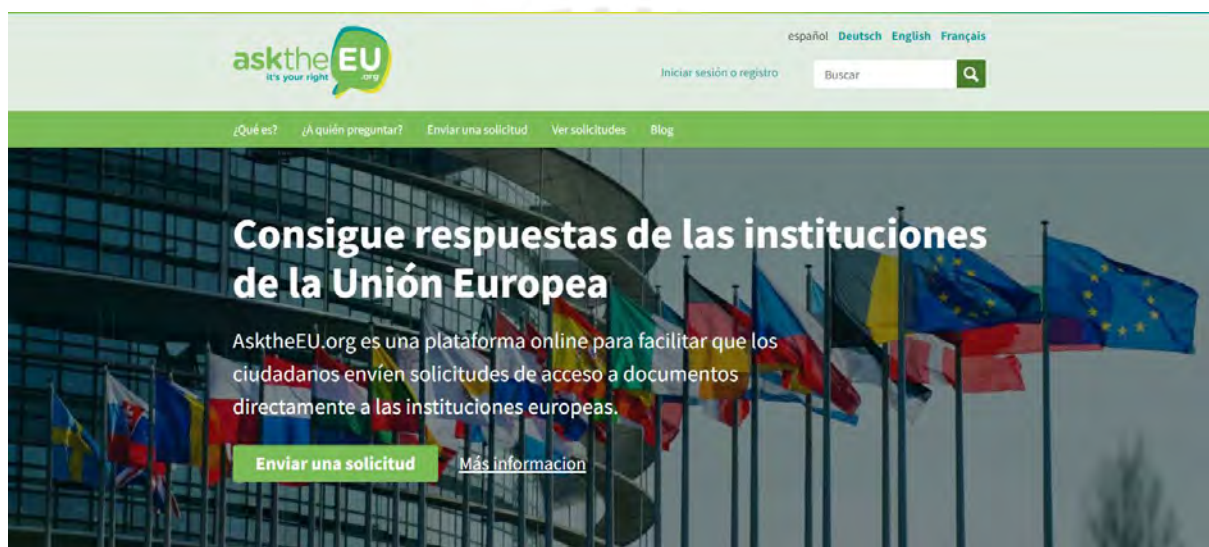 askthe EU
it's your right .org
español Deutsch English Français
Iniciar sesión o registro
Buscar
¿Qué es? ¿A quién preguntar? Enviar una solicitud Ver solicitudes Blog
Consigue respuestas de las instituciones
de la Unión Europea
AsktheEU.org es una plataforma online para facilitar que los
ciudadanos envíen solicitudes de acceso a documentos
directamente a las instituciones europeas.
Enviar una solicitud Más informacion